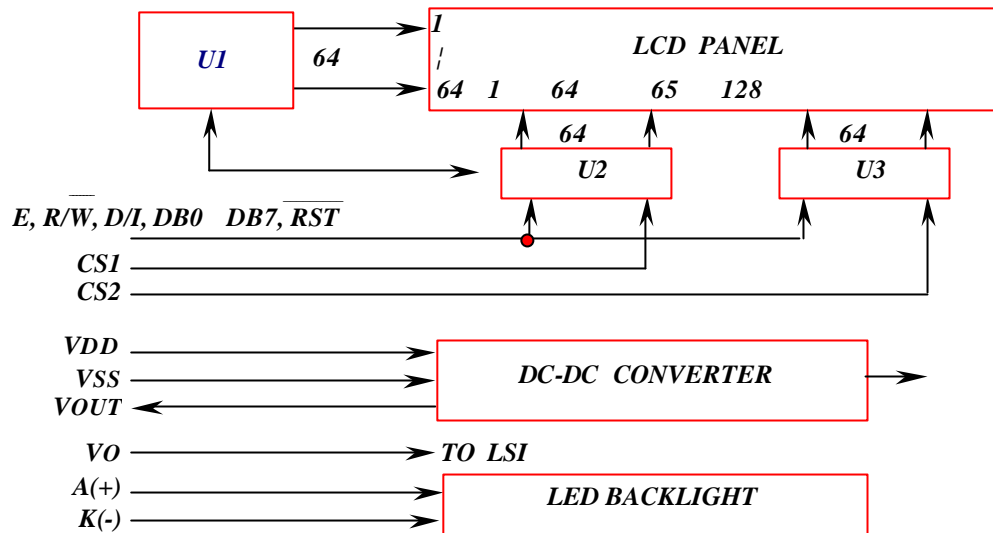 1
U1
64
LCD PANEL
64 1 64 65 128
64
64
U2
U3
E, R/W̅, D/I, DB0 DB7, R̅S̅T̅
CS1
CS2
VDD
VSS
VOUT
DC-DC CONVERTER
VO
TO LSI
A(+)
K(-)
LED BACKLIGHT